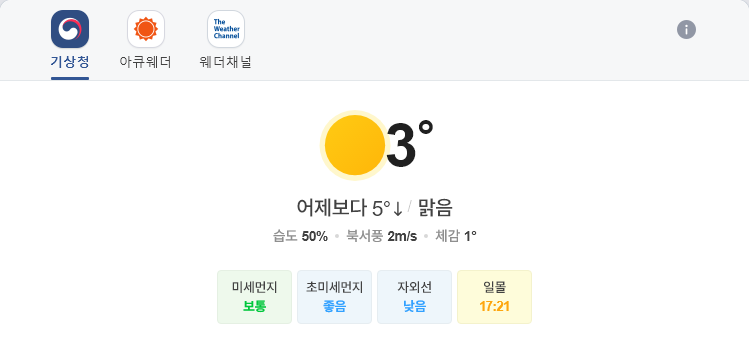 The
Weather
Channel
기상청 아큐웨더 웨더채널
3°
어제보다 5°↓ / 맑음
습도 50% • 북서풍 2m/s • 체감 1°
미세먼지 초미세먼지 자외선 일몰
보통 좋음 낮음 17:21